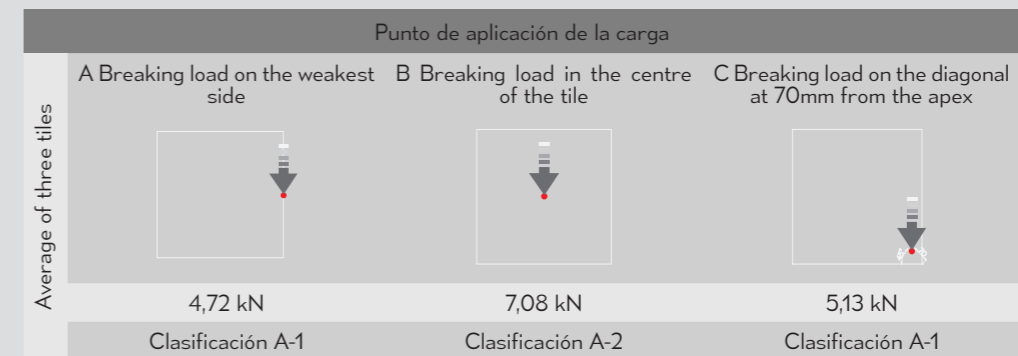 Punto de aplicación de la carga
Average of three tiles
A Breaking load on the weakest
side
B Breaking load in the centre
of the tile
C Breaking load on the diagonal
at 70mm from the apex
4,72 kN
7,08 kN
5,13 kN
Clasificación A-1
Clasificación A-2
Clasificación A-1